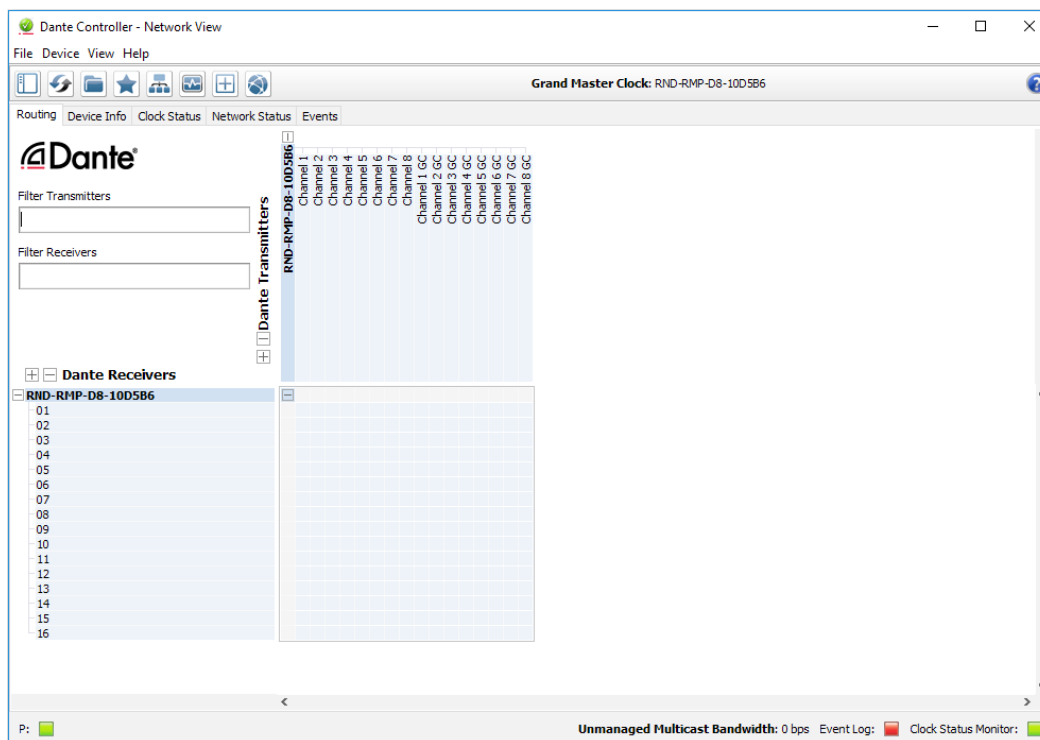 Dante Controller - Network View
File Device View Help
Grand Master Clock: RND-RMP-D8-10D5B6
?
Routing Device Info Clock Status Network Status Events
Dante®
Filter Transmitters
Filter Receivers
Dante Transmitters
RND-RMP-D8-10D5B6
Channel 1
Channel 2
Channel 3
Channel 4
Channel5
Channel 6
Channel 7
Channel 8
Channel 1 GC
Channel 2 GC
Channel 3 GC
Channel 4 GC
Channel 5 GC
Channel 6 GC
Channel 7 GC
Channel 8 GC
Dante Receivers
RND-RMP-D8-10D5B6
01
02
03
04
05
06
07
08
09
10
11
12
13
14
15
16
P: Unmanaged Multicast Bandwidth: 0 bps Event Log: Clock Status Monitor: